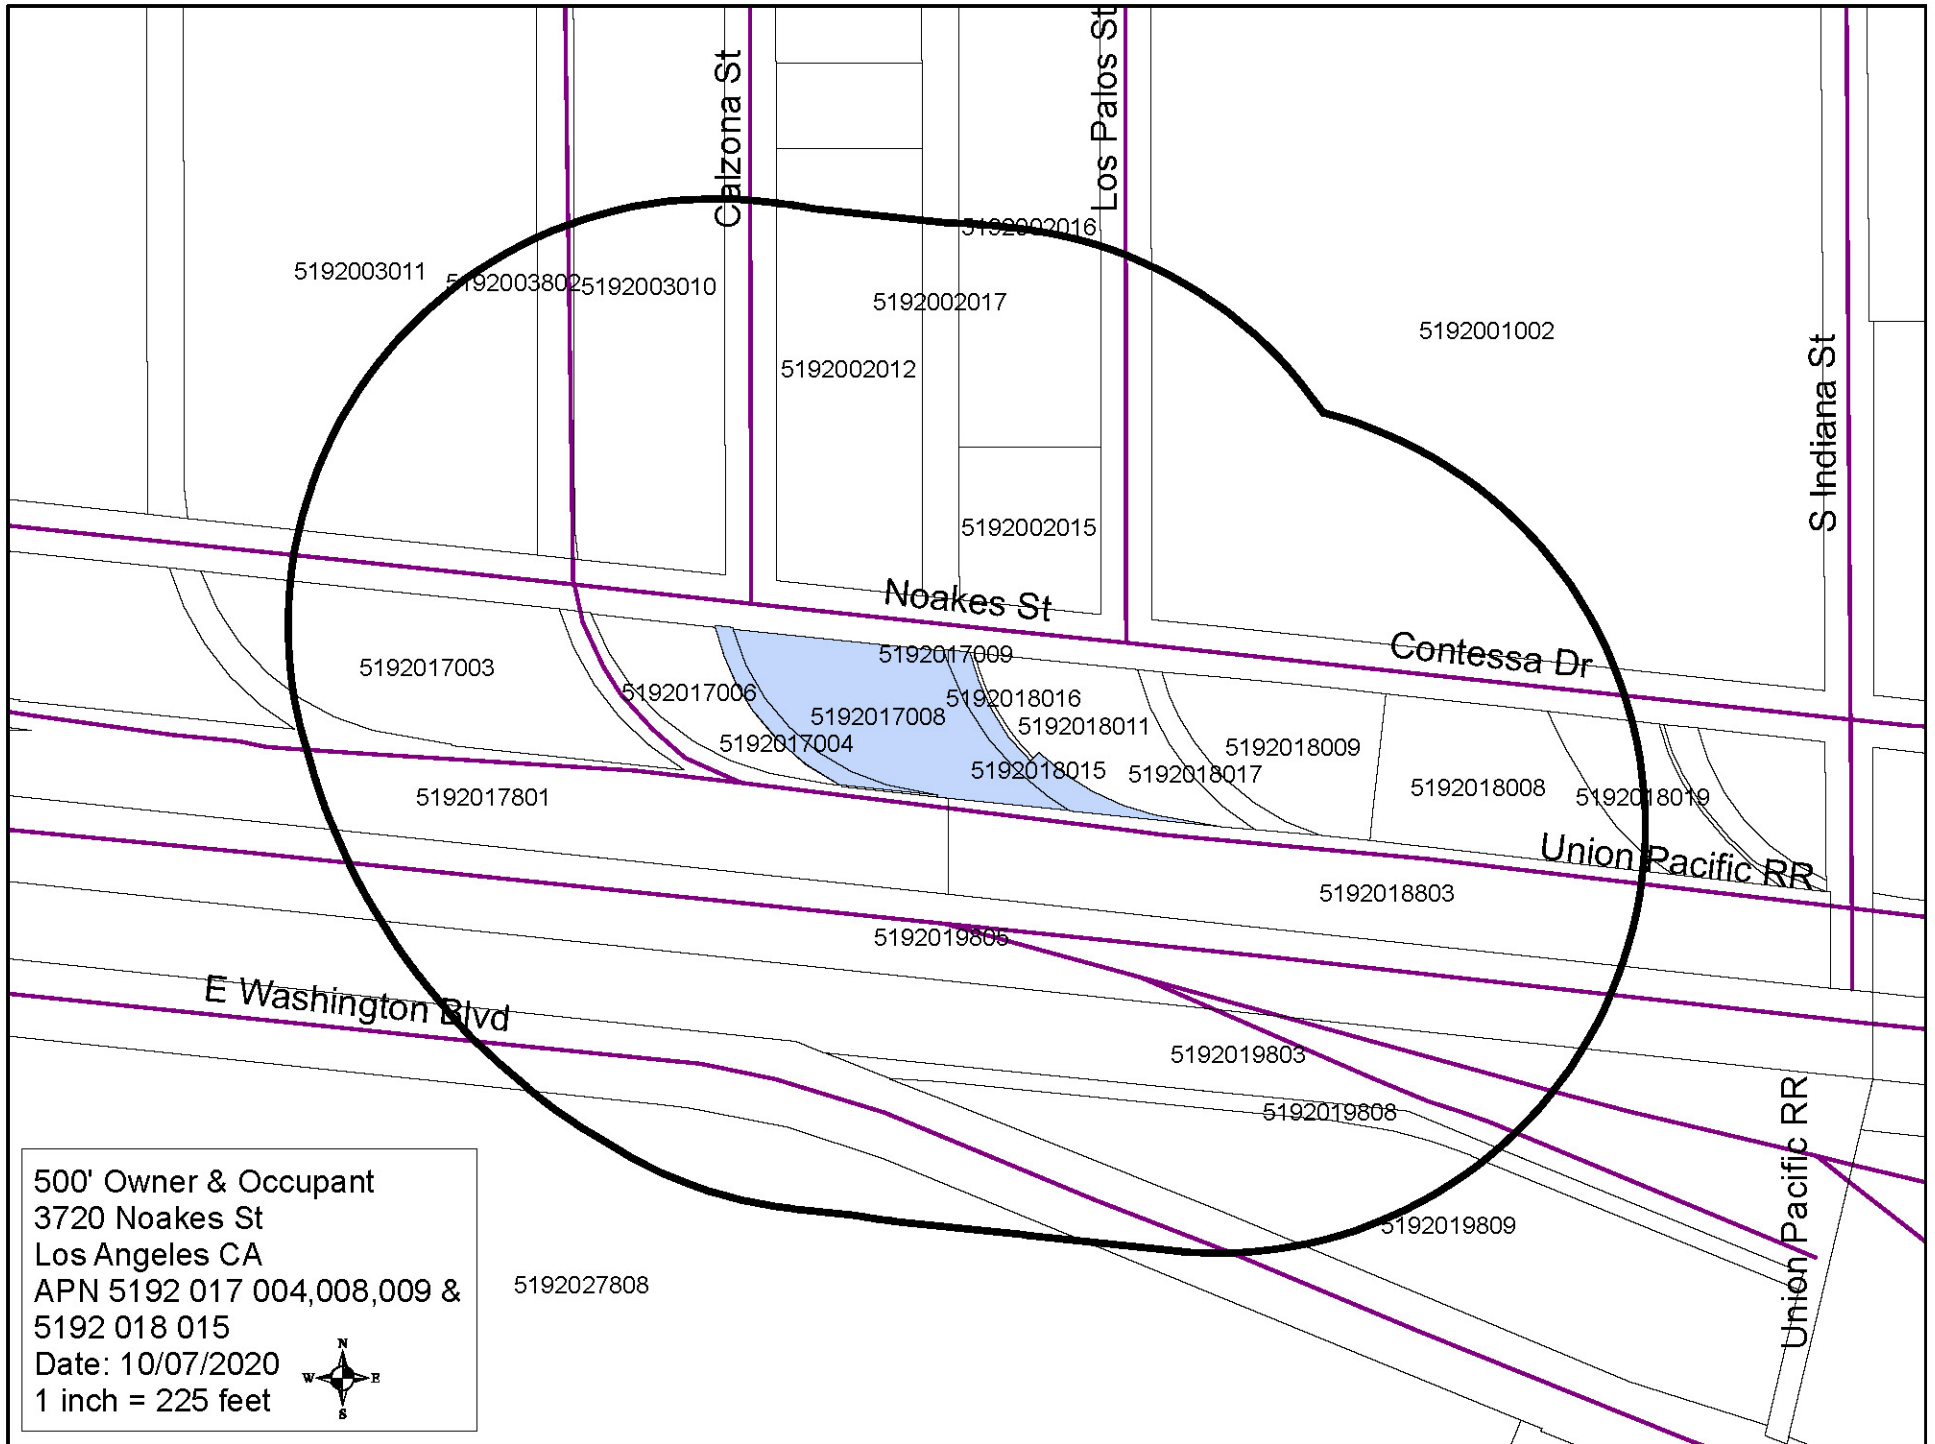 Calzona St
Los Palos St
S Indiana St
5192002016
5192003011
5192003802
5192003010
5192002017
5192001002
5192002012
5192002015
Noakes St
Contessa Dr
5192017009
5192017003
5192017006
5192018016
5192017008
5192018011
5192017004
5192018009
5192018015
5192018017
5192018008
5192017801
5192018019
Union Pacific RR
5192018803
5192019805
E Washington Blvd
5192019803
5192019808
Union Pacific RR
5192019809
5192027808
500' Owner & Occupant
3720 Noakes St
Los Angeles CA
APN 5192 017 004,008,009 &
5192 018 015
Date: 10/07/2020
1 inch = 225 feet
N
W E
S